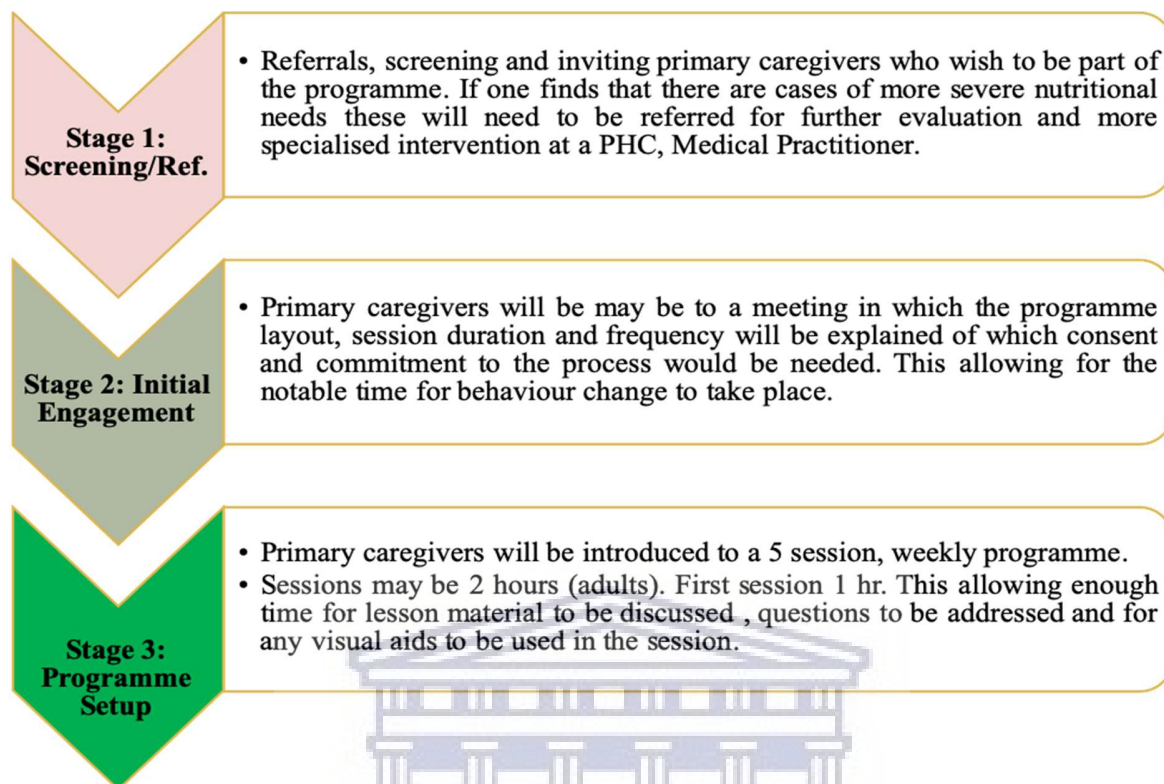 Stage 1:
Screening/Ref.
• Referrals, screening and inviting primary caregivers who wish to be part of
the programme. If one finds that there are cases of more severe nutritional
needs these will need to be referred for further evaluation and more
specialised intervention at a PHC, Medical Practitioner.
Stage 2: Initial
Engagement
• Primary caregivers will be may be to a meeting in which the programme
layout, session duration and frequency will be explained of which consent
and commitment to the process would be needed. This allowing for the
notable time for behaviour change to take place.
Stage 3:
Programme
Setup
• Primary caregivers will be introduced to a 5 session, weekly programme.
• Sessions may be 2 hours (adults). First session 1 hr. This allowing enough
time for lesson material to be discussed , questions to be addressed and for
any visual aids to be used in the session.